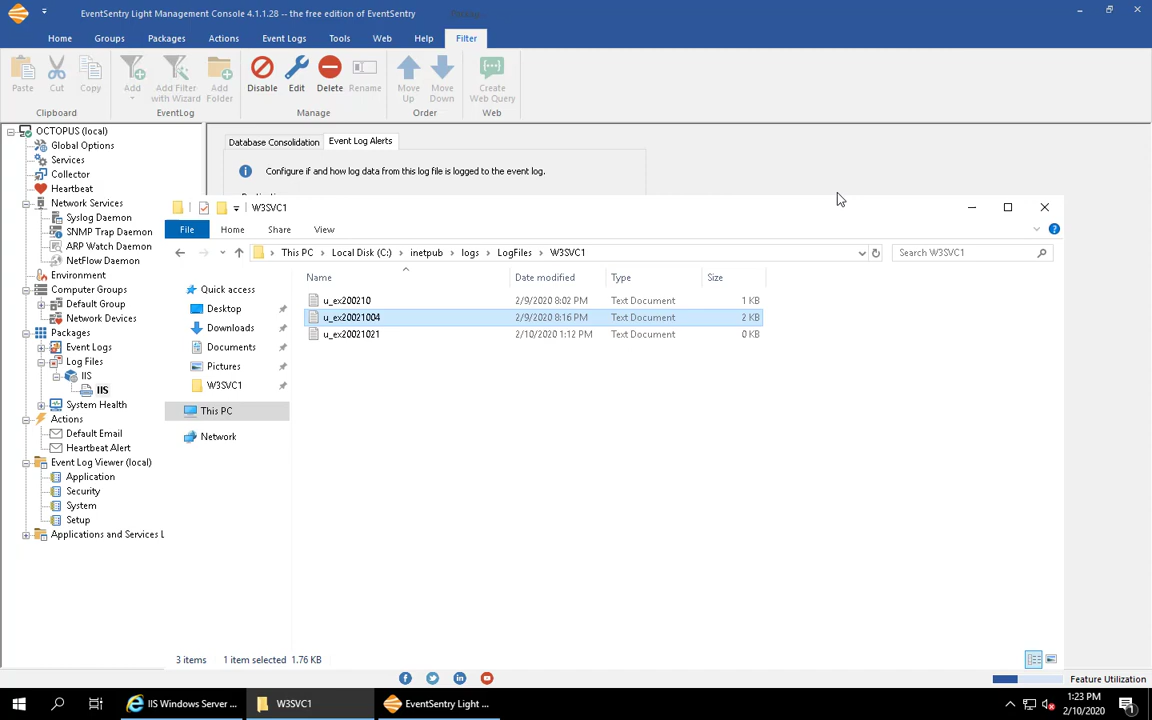 EventSentry Light Management Console 4.1.1.28 -- the free edition of EventSentry
Home Groups Packages Actions Event Logs Tools Web Help Filter
Paste Cut Copy Add Add Filter with Wizard Add Folder Disable Edit Delete Rename Move Up Move Down Create Web Query
Clipboard EventLog Manage Order Web
OCTOPUS (local)
Global Options
Services
Collector
Heartbeat
Network Services
Syslog Daemon
SNMP Trap Daemon
ARP Watch Daemon
NetFlow Daemon
Environment
Computer Groups
Default Group
Network Devices
Packages
Event Logs
Log Files
IIS
IIS
System Health
Actions
Default Email
Heartbeat Alert
Event Log Viewer (local)
Application
Security
System
Setup
Applications and Services L
Database Consolidation Event Log Alerts
Configure if and how log data from this log file is logged to the event log.
W3SVC1
File Home Share View
This PC Local Disk (C:) inetpub logs LogFiles W3SVC1 Search W3SVC1
Quick access
Desktop
Downloads
Documents
Pictures
W3SVC1
This PC
Network
Name Date modified Type Size
u_ex200210 2/9/2020 8:02 PM Text Document 1 KB
u_ex20021004 2/9/2020 8:16 PM Text Document 2 KB
u_ex20021021 2/10/2020 1:12 PM Text Document 0 KB
3 items 1 item selected 1.76 KB
Feature Utilization
IIS Windows Server ... W3SVC1 EventSentry Light ...
1:23 PM
2/10/2020
1